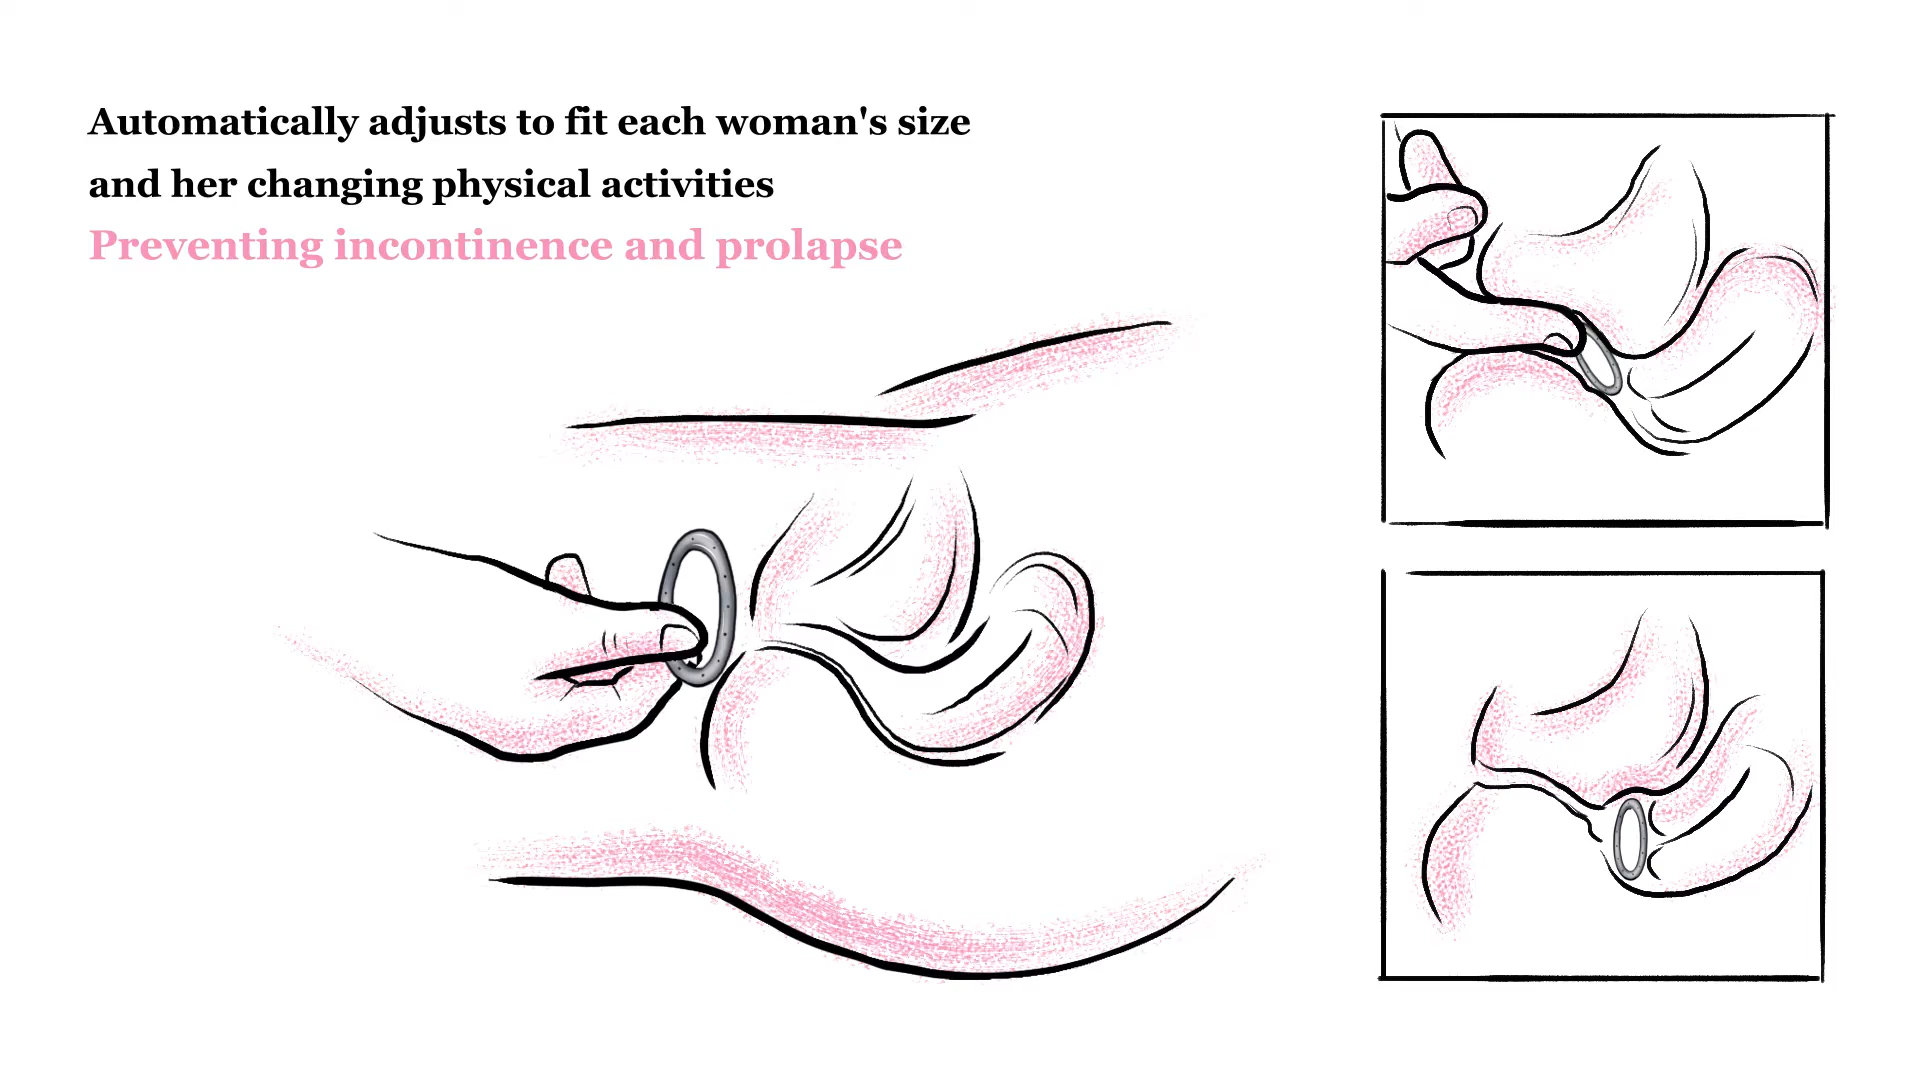 Automatically adjusts to fit each woman's size
and her changing physical activities
Preventing incontinence and prolapse